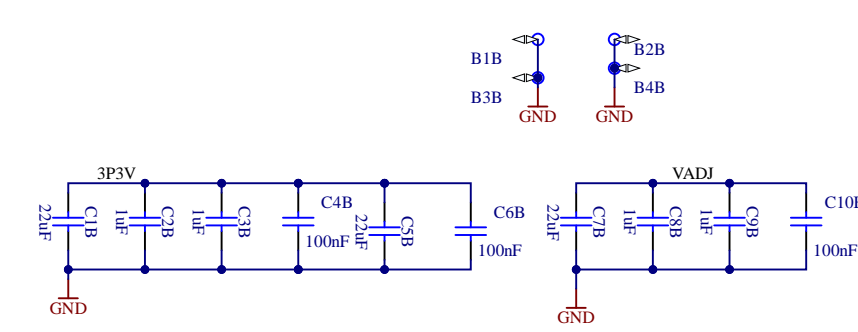 B1B
B2B
B3B
B4B
GND
GND
3P3V
VADJ
C1B
22uF
C2B
1uF
C3B
1uF
C4B
100nF
C5B
22uF
C6B
100nF
C7B
22uF
C8B
1uF
C9B
1uF
C10B
100nF
GND
GND